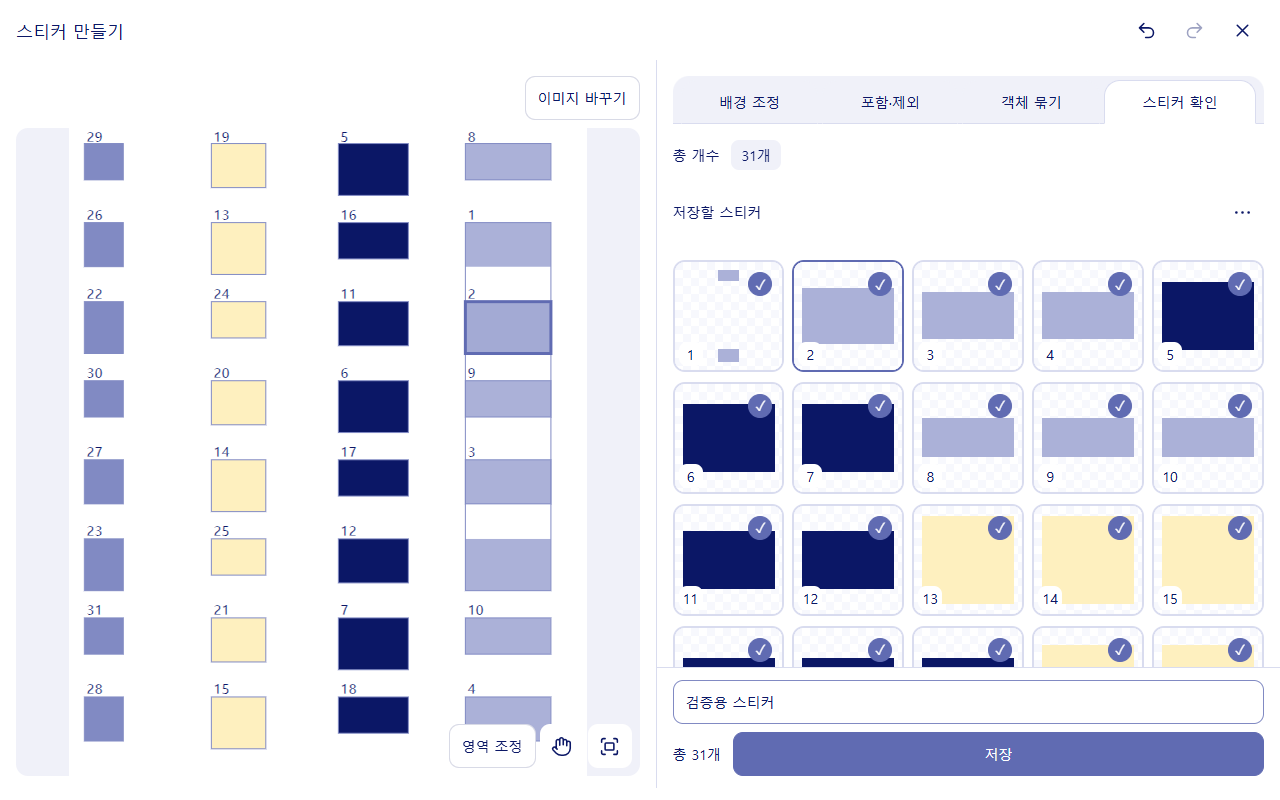 스티커 만들기
이미지 바꾸기
29 19 5 8
26 13 16 1
22 24 11 2
30 20 6 9
27 14 17 3
23 25 12
31 21 7 10
28 15 18 4
영역 조정
배경 조정 포함·제외 객체 묶기 스티커 확인
총 개수 31개
저장할 스티커
1 2 3 4 5
6 7 8 9 10
11 12 13 14 15
검증용 스티커
총 31개 저장